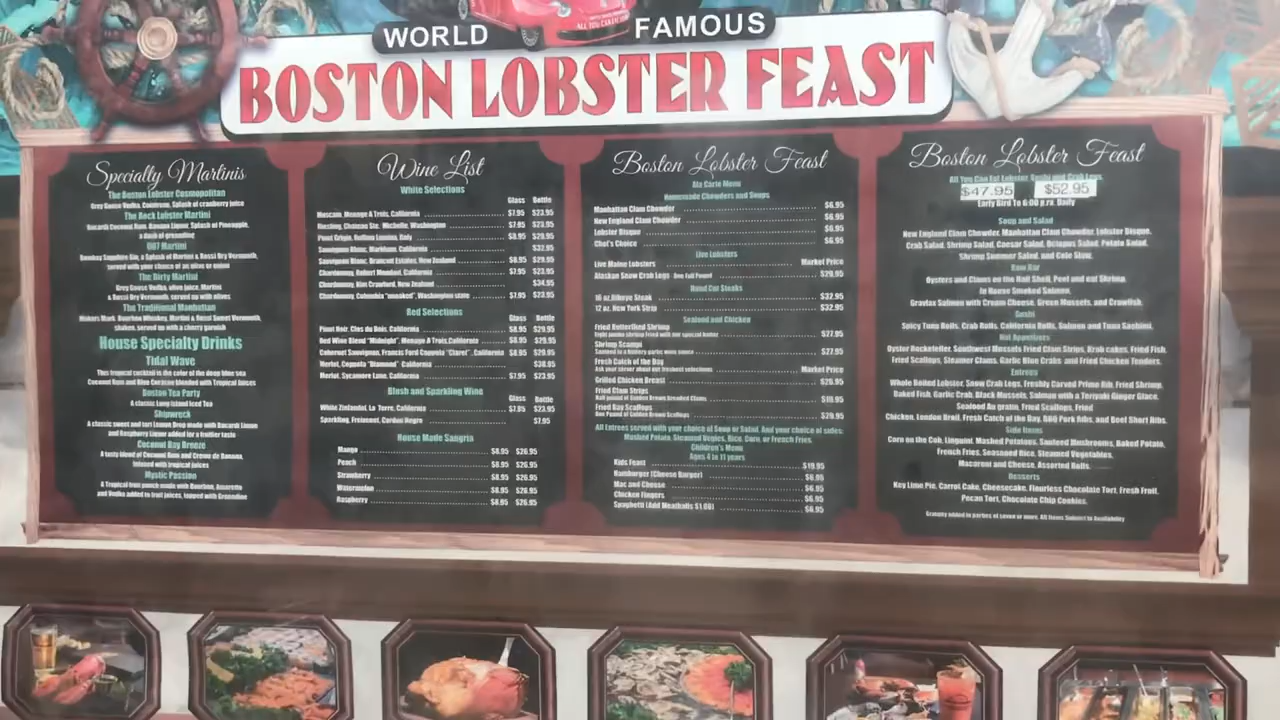 WORLD FAMOUS
BOSTON LOBSTER FEAST
Specialty Martinis
The Boston Lobster Cosmopolitan
Grey Goose Vodka, Cointreau, Splash of cranberry juice
The Rock Lobster Martini
Bacardi Coconut Rum, Banana Liquor, Splash of Pineapple,
a dash of grenadine
007 Martini
Bombay Sapphire Gin, a Splash of Martini & Rossi Dry Vermouth,
served with your choice of an olive or onion
The Dirty Martini
Grey Goose Vodka, olive juice, Martini
& Rossi Dry Vermouth, served up with olives
The Traditional Manhattan
Makers Mark Bourbon Whiskey, Martini & Rossi Sweet Vermouth,
shaken, served up with a cherry garnish
House Specialty Drinks
Tidal Wave
This tropical cocktail is the color of the deep blue sea
Coconut Rum and Blue Curacao blended with Tropical Juices
Boston Tea Party
A classic Long Island Iced Tea
Shipwreck
A classic sweet and tart Lemon Drop made with Bacardi Limon
and Raspberry Liquor added for a fruitier taste
Coconut Bay Breeze
A tasty blend of Coconut Rum and Creme de Banana,
infused with tropical juices
Mystic Passion
A Tropical fruit punch made with Bourbon, Amaretto
and Vodka added to fruit juices, topped with Grenadine
Wine List
White Selections
Glass Bottle
Moscato, Menage A Trois, California $7.95 $23.95
Riesling, Chateau Ste. Michelle, Washington $7.95 $23.95
Pinot Grigio, Ruffino Lumina, Italy $8.95 $29.95
Sauvignon Blanc, Markham, California $32.95
Sauvignon Blanc, Brancott Estates, New Zealand $8.95 $29.95
Chardonnay, Robert Mondavi, California $7.95 $23.95
Chardonnay, Kim Crawford, New Zealand $34.95
Chardonnay, Columbia "unoaked", Washington state $7.95 $23.95
Red Selections
Glass Bottle
Pinot Noir, Clos du Bois, California $8.95 $29.95
Red Wine Blend "Midnight", Menage A Trois, California $8.95 $29.95
Cabernet Sauvignon, Francis Ford Coppola "Claret", California $8.95 $29.95
Merlot, Coppola "Diamond", California $38.95
Merlot, Sycamore Lane, California $7.95 $23.95
Blush and Sparkling Wine
Glass Bottle
White Zinfandel, La Terre, California $7.95 $23.95
Sparkling, Freixenet, Cordon Negro $7.95
House Made Sangria
Mango $8.95 $26.95
Peach $8.95 $26.95
Strawberry $8.95 $26.95
Watermelon $8.95 $26.95
Raspberry $8.95 $26.95
Boston Lobster Feast
Ala Carte Menu
Homemade Chowders and Soups
Manhattan Clam Chowder $6.95
New England Clam Chowder $6.95
Lobster Bisque $6.95
Chef's Choice $6.95
Live Lobsters
Live Maine Lobsters Market Price
Alaskan Snow Crab Legs One Full Pound $29.95
Hand Cut Steaks
16 oz. Ribeye Steak $32.95
12 oz. New York Strip $32.95
Seafood and Chicken
Fried Butterflied Shrimp
Eight jumbo shrimp fried with our special batter $27.95
Shrimp Scampi
Sauteed in a buttery garlic wine sauce $27.95
Fresh Catch of the Day
Ask your server about our freshest selections Market Price
Grilled Chicken Breast $26.95
Fried Clam Strips
Half pound of Golden Brown Breaded Clams $19.95
Fried Bay Scallops
One Pound of Golden Brown Scallops $29.95
All Entrees served with your choice of Soup or Salad. And your choice of sides:
Mashed Potato, Steamed Vegies, Rice, Corn, or French Fries.
Children's Menu
Ages 4 to 11 years
Kids Feast $19.95
Hamburger (Cheese Burger) $6.95
Mac and Cheese $6.95
Chicken Fingers $6.95
Spaghetti (Add Meatballs $1.00) $6.95
Boston Lobster Feast
All You Can Eat Lobster, Sushi and Crab Legs.
$47.95 $52.95
Early Bird To 6:00 p.m. Daily
Soup and Salad
New England Clam Chowder, Manhattan Clam Chowder, Lobster Bisque,
Crab Salad, Shrimp Salad, Caesar Salad, Octopus Salad, Potato Salad,
Shrimp Summer Salad, and Cole Slaw.
Raw Bar
Oysters and Clams on the Half Shell, Peel and eat Shrimp,
In House Smoked Salmon,
Gravlax Salmon with Cream Cheese, Green Mussels, and Crawfish.
Sushi
Spicy Tuna Rolls, Crab Rolls, California Rolls, Salmon and Tuna Sashimi.
Hot Appetizers
Oyster Rockefeller, Southwest Mussels Fried Clam Strips, Krab cakes, Fried Fish,
Fried Scallops, Steamer Clams, Garlic Blue Crabs, and Fried Chicken Tenders.
Entrees
Whole Boiled Lobster, Snow Crab Legs, Freshly Carved Prime Rib, Fried Shrimp,
Baked Fish, Garlic Crab, Black Mussels, Salmon with a Teriyaki Ginger Glaze,
Seafood Au gratin, Fried Scallops, Fried
Chicken, London Broil, Fresh Catch of the Day, BBQ Pork Ribs, and Beef Short Ribs.
Side Items
Corn on the Cob, Linguini, Mashed Potatoes, Sauteed Mushrooms, Baked Potato,
French Fries, Seasoned Rice, Steamed Vegetables,
Macaroni and Cheese, Assorted Rolls.
Desserts
Key Lime Pie, Carrot Cake, Cheesecake, Flourless Chocolate Tort, Fresh Fruit,
Pecan Tort, Chocolate Chip Cookies.
Gratuity added to parties of seven or more. All Items Subject to Availability